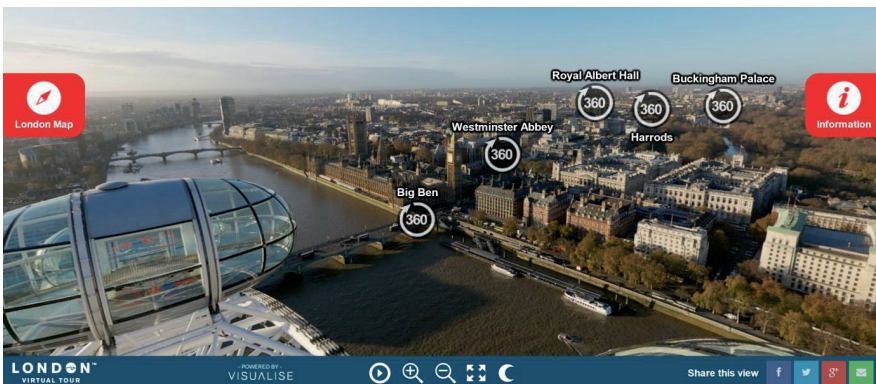 Royal Albert Hall
360
Buckingham Palace
360
360
Harrods
London Map
Information
Westminster Abbey
360
Big Ben
360
LONDON™
VIRTUAL TOUR
- POWERED BY -
VISUALISE
Share this view
f
g+